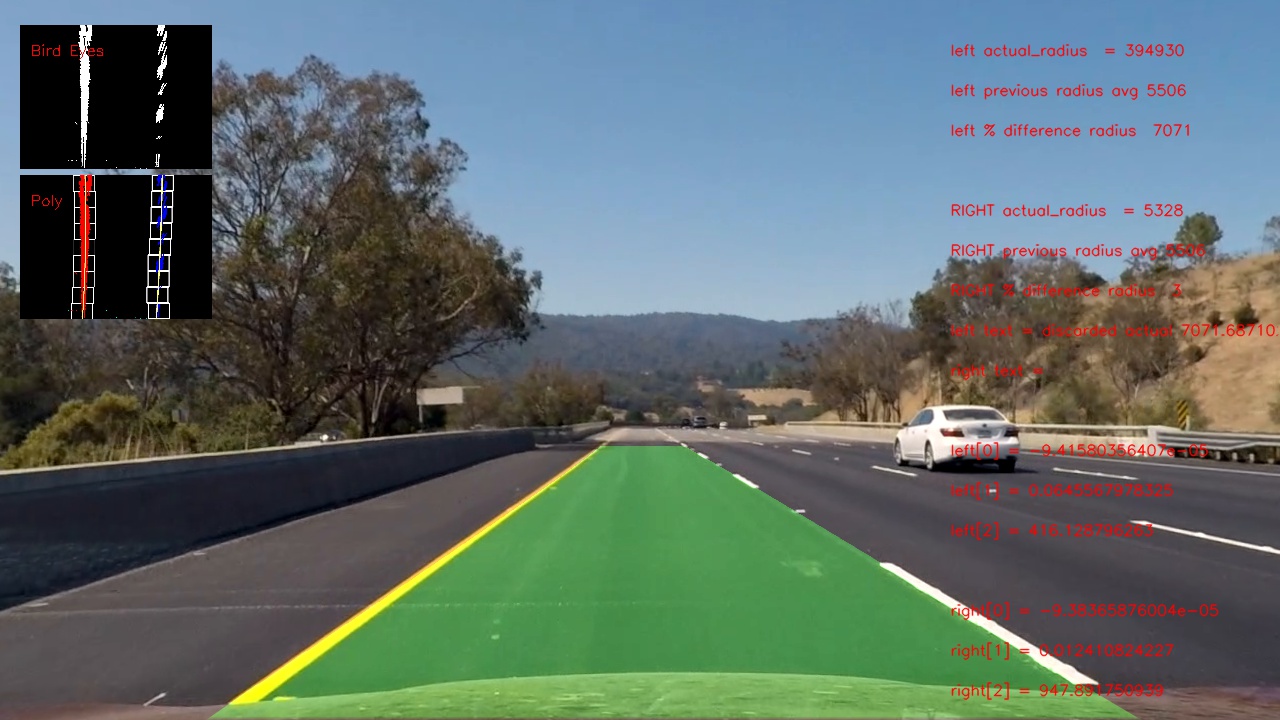 Bird Eyes
Poly
left actual_radius = 394930
left previous radius avg 5506
left % difference radius 7071
RIGHT actual_radius = 5328
RIGHT previous radius avg 5506
RIGHT % difference radius 3
left text = discarded actual 7071.68710.
right text =
left[0] = -9.41580356407e-05
left[1] = 0.0645567978325
left[2] = 416.128796263
right[0] = -9.38365876004e-05
right[1] = 0.012410824227
right[2] = 947.891750939